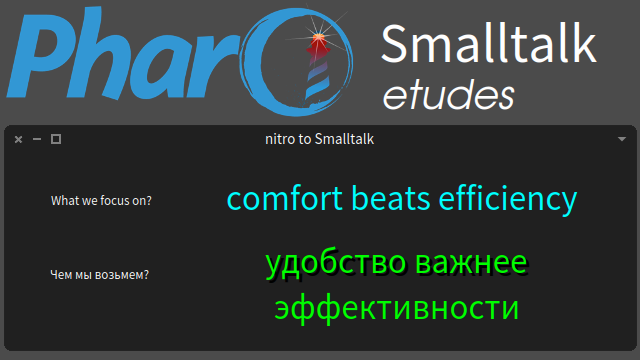 Pharo
Smalltalk
etudes
nitro to Smalltalk
What we focus on?
comfort beats efficiency
Чем мы возьмем?
удобство важнее
эффективности